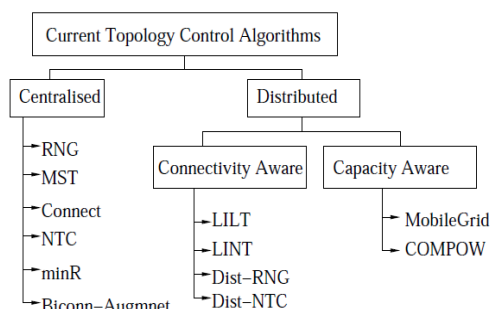 Current Topology Control Algorithms
Centralised
Distributed
RNG
MST
Connect
NTC
minR
Biconn-Augmnet
Connectivity Aware
Capacity Aware
LILT
LINT
Dist-RNG
Dist-NTC
MobileGrid
COMPOW